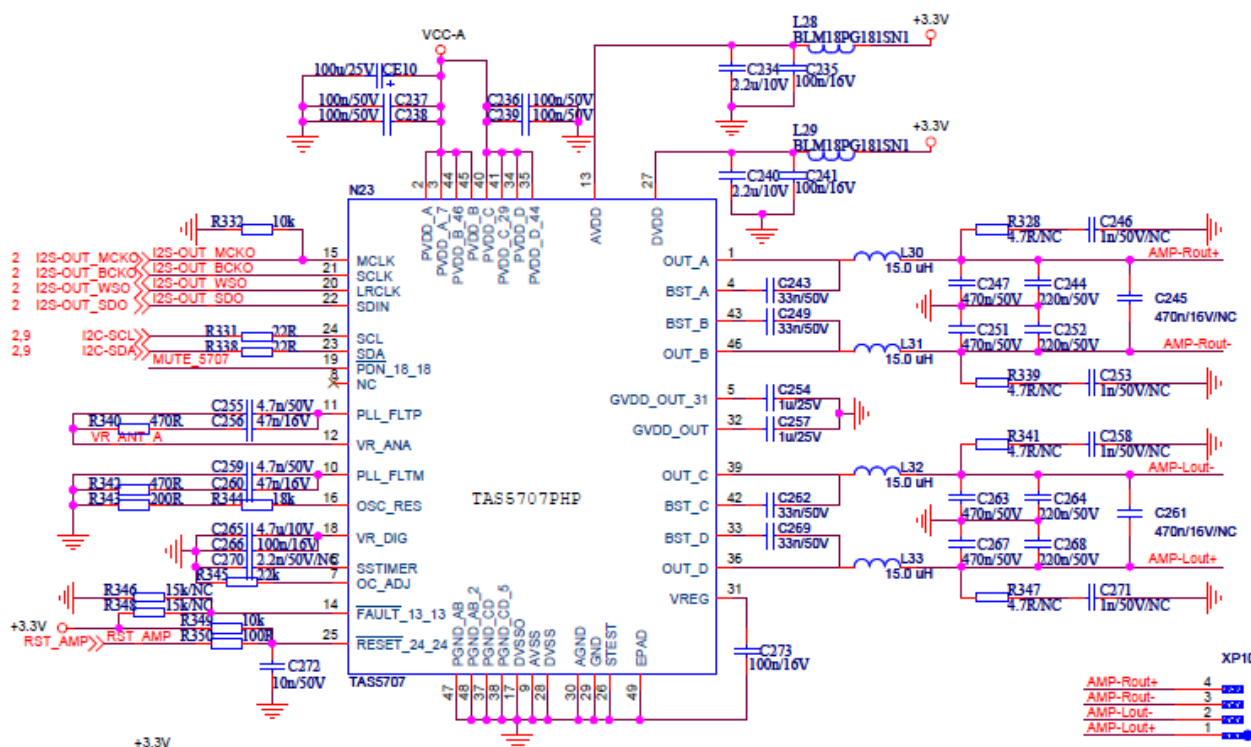 VCC-A
L28
BLM18PG181SN1
+3.3V
100u/25V CE10
C234
2.2u/10V
C235
100n/16V
100n/50V C237
100n/50V C238
C236 100n/50V
C239 100n/50V
L29
BLM18PG181SN1
+3.3V
C240
2.2u/10V
C241
100n/16V
2
3
44
45
40
41
34
35
13
27
N23
PVDD_A
PVDD_A_7
PVDD_B_46
PVDD_B
PVDD_C
PVDD_C_29
PVDD_D
PVDD_D_44
AVDD
DVDD
R332 10k
2 I2S-OUT_MCKO I2S-OUT_MCKO 15 MCLK
2 I2S-OUT_BCKO I2S-OUT_BCKO 21 SCLK
2 I2S-OUT_WSO I2S-OUT_WSO 20 LRCLK
2 I2S-OUT_SDO I2S-OUT_SDO 22 SDIN
2,9 I2C-SCL R331 22R 24 SCL
2,9 I2C-SDA R338 22R 23 SDA
MUTE_5707 19 PDN_18_18
8 NC
C255 4.7n/50V 11 PLL_FLTP
R340 470R C256 47n/16V
VR_ANT_A 12 VR_ANA
C259 4.7n/50V 10 PLL_FLTM
R342 470R C260 47n/16V
R343 200R R344 18k 16 OSC_RES
C265 4.7u/10V 18 VR_DIG
C266 100n/16V
C270 2.2n/50V/NC 6 SSTIMER
R345 22k 7 OC_ADJ
R346 15k/NC
R348 15k/NC 14 FAULT_13_13
+3.3V R349 10k
RST_AMP RST_AMP R350 100R 25 RESET_24_24
C272
10n/50V
TAS5707PHP
TAS5707
OUT_A 1
BST_A 4
BST_B 43
OUT_B 46
GVDD_OUT_31 5
GVDD_OUT 32
OUT_C 39
BST_C 42
BST_D 33
OUT_D 36
VREG 31
C243
33n/50V
C249
33n/50V
L30
15.0 uH
L31
15.0 uH
C254
1u/25V
C257
1u/25V
C262
33n/50V
C269
33n/50V
L32
15.0 uH
L33
15.0 uH
R328
4.7R/NC
C246
1n/50V/NC
AMP-Rout+
C247
470n/50V
C244
220n/50V
C245
470n/16V/NC
C251
470n/50V
C252
220n/50V
AMP-Rout-
R339
4.7R/NC
C253
1n/50V/NC
R341
4.7R/NC
C258
1n/50V/NC
AMP-Lout-
C263
470n/50V
C264
220n/50V
C261
470n/16V/NC
C267
470n/50V
C268
220n/50V
AMP-Lout+
R347
4.7R/NC
C271
1n/50V/NC
PGND_AB
PGND_AB_2
PGND_CD
PGND_CD_5
DVSSO
AVSS
DVSS
AGND
GND
STEST
EPAD
47
48
37
38
17
9
28
30
29
26
49
C273
100n/16V
XP10
AMP-Rout+ 4
AMP-Rout- 3
AMP-Lout- 2
AMP-Lout+ 1
+3.3V